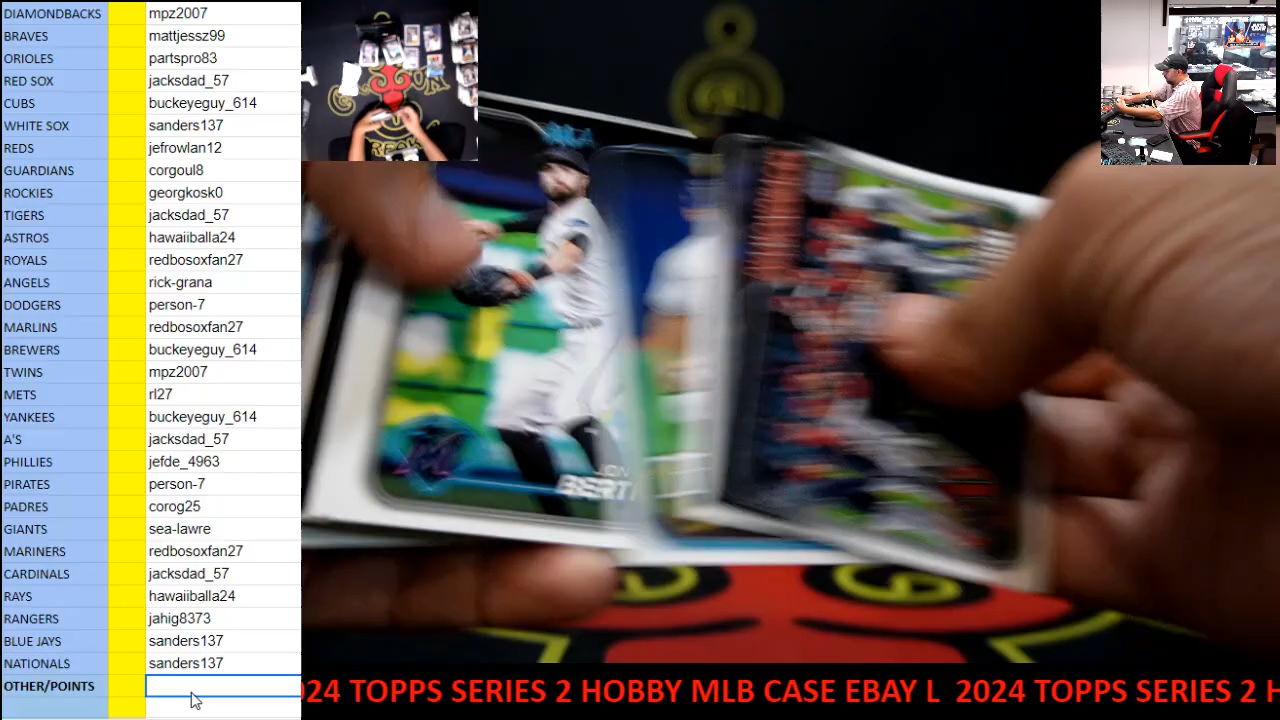 DIAMONDBACKS mpz2007
BRAVES mattjessz99
ORIOLES partspro83
RED SOX jacksdad_57
CUBS buckeyeguy_614
WHITE SOX sanders137
REDS jefrowlan12
GUARDIANS corgoul8
ROCKIES georgkosk0
TIGERS jacksdad_57
ASTROS hawaiiballa24
ROYALS redbosoxfan27
ANGELS rick-grana
DODGERS person-7
MARLINS redbosoxfan27
BREWERS buckeyeguy_614
TWINS mpz2007
METS rl27
YANKEES buckeyeguy_614
A'S jacksdad_57
PHILLIES jefde_4963
PIRATES person-7
PADRES corog25
GIANTS sea-lawre
MARINERS redbosoxfan27
CARDINALS jacksdad_57
RAYS hawaiiballa24
RANGERS jahig8373
BLUE JAYS sanders137
NATIONALS sanders137
OTHER/POINTS
JON
BERTI
024 TOPPS SERIES 2 HOBBY MLB CASE EBAY L 2024 TOPPS SERIES 2 H